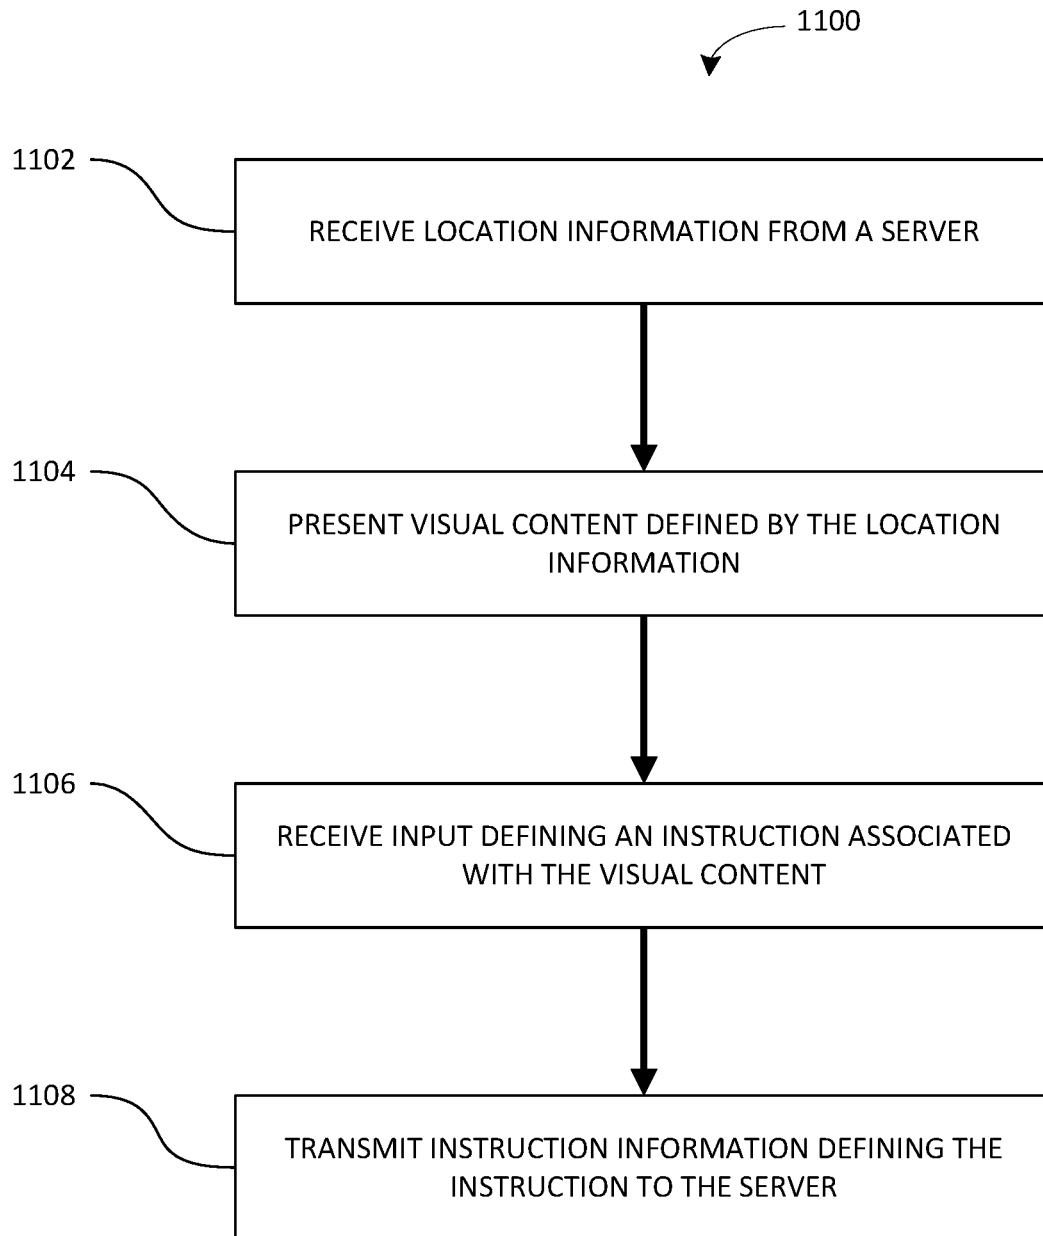 1100
1102
RECEIVE LOCATION INFORMATION FROM A SERVER
1104
PRESENT VISUAL CONTENT DEFINED BY THE LOCATION
INFORMATION
1106
RECEIVE INPUT DEFINING AN INSTRUCTION ASSOCIATED
WITH THE VISUAL CONTENT
1108
TRANSMIT INSTRUCTION INFORMATION DEFINING THE
INSTRUCTION TO THE SERVER